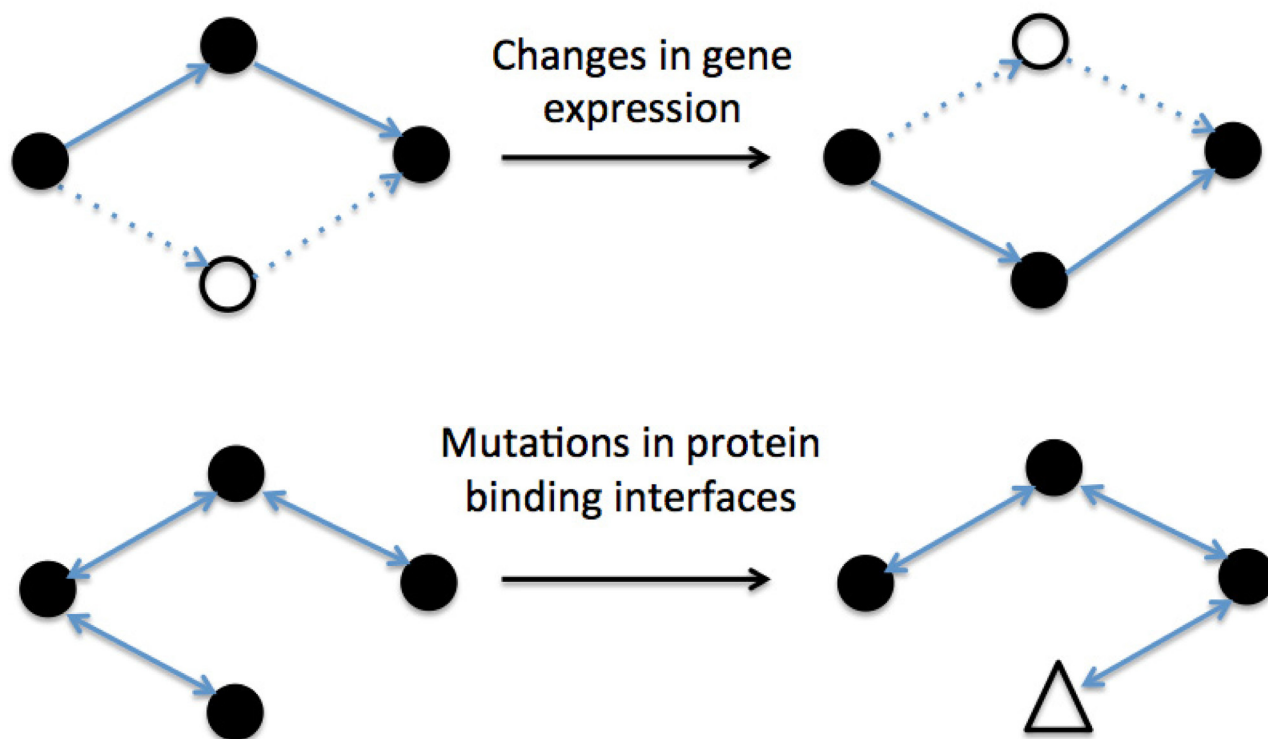 Changes in gene
expression
Mutations in protein
binding interfaces